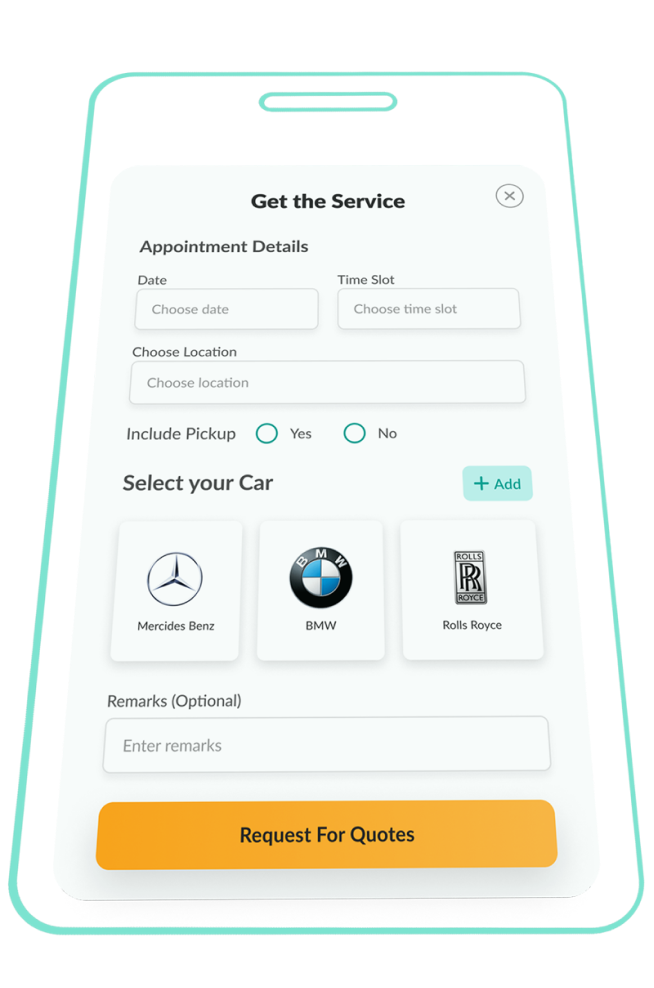 Get the Service
Appointment Details
Date
Time Slot
Choose date
Choose time slot
Choose Location
Choose location
Include Pickup Yes No
Select your Car
+ Add
BMW
ROLLS
RR
ROYCE
Mercides Benz
BMW
Rolls Royce
Remarks (Optional)
Enter remarks
Request For Quotes